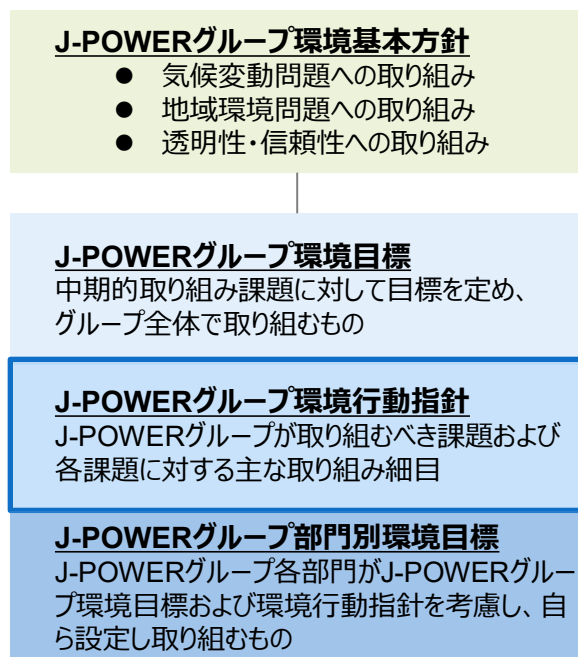 J-POWERグループ環境基本方針
● 気候変動問題への取り組み
● 地域環境問題への取り組み
● 透明性・信頼性への取り組み
J-POWERグループ環境目標
中期的取り組み課題に対して目標を定め、
グループ全体で取り組むもの
J-POWERグループ環境行動指針
J-POWERグループが取り組むべき課題および
各課題に対する主な取り組み細目
J-POWERグループ部門別環境目標
J-POWERグループ各部門がJ-POWERグルー
プ環境目標および環境行動指針を考慮し、自
ら設定し取り組むもの